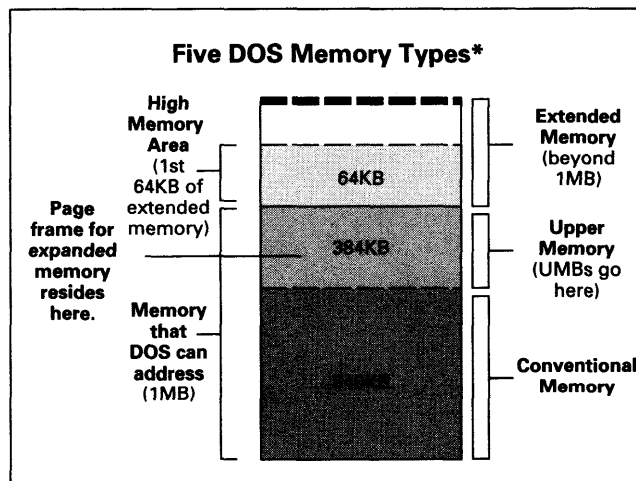 Five DOS Memory Types*
High
Memory
Area
(1st
64KB of
extended
memory)
Page
frame for
expanded
memory
resides
here.
Memory
that
DOS can
address
(1MB)
64KB
384KB
640KB
Extended
Memory
(beyond
1MB)
Upper
Memory
(UMBs go
here)
Conventional
Memory